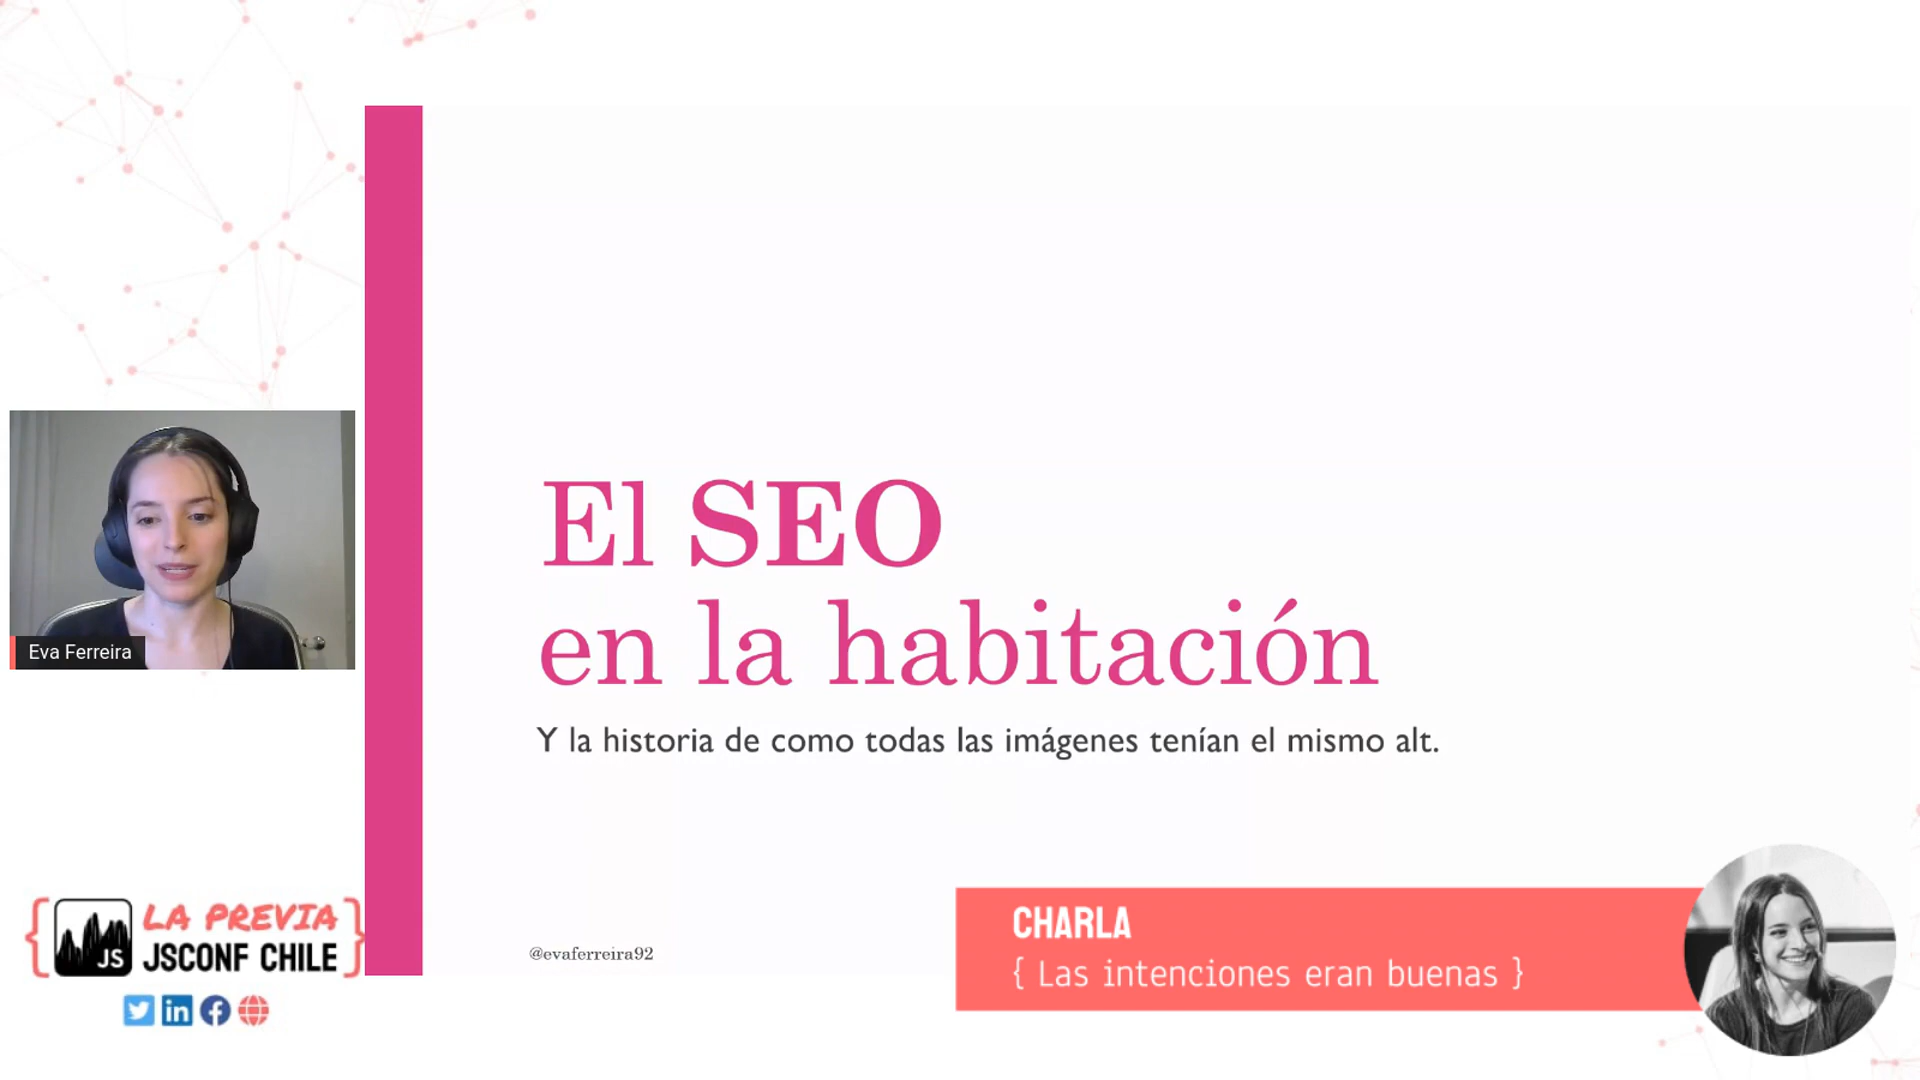 El SEO
en la habitación
Y la historia de como todas las imágenes tenían el mismo alt.
Eva Ferreira
@evaferreira92
{ JS LA PREVIA
JSCONF CHILE }
CHARLA
{ Las intenciones eran buenas }